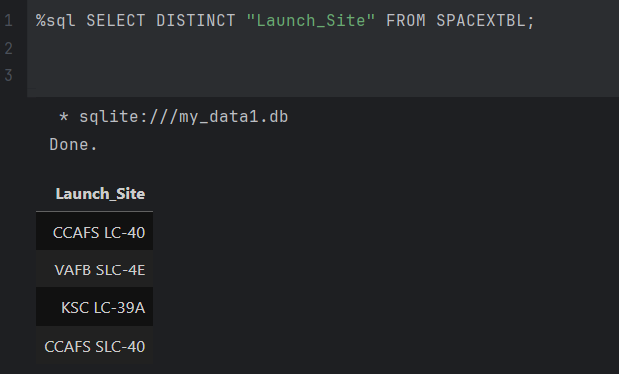 1 %sql SELECT DISTINCT "Launch_Site" FROM SPACEXTBL;
2
3
* sqlite:///my_data1.db
Done.
Launch_Site
CCAFS LC-40
VAFB SLC-4E
KSC LC-39A
CCAFS SLC-40